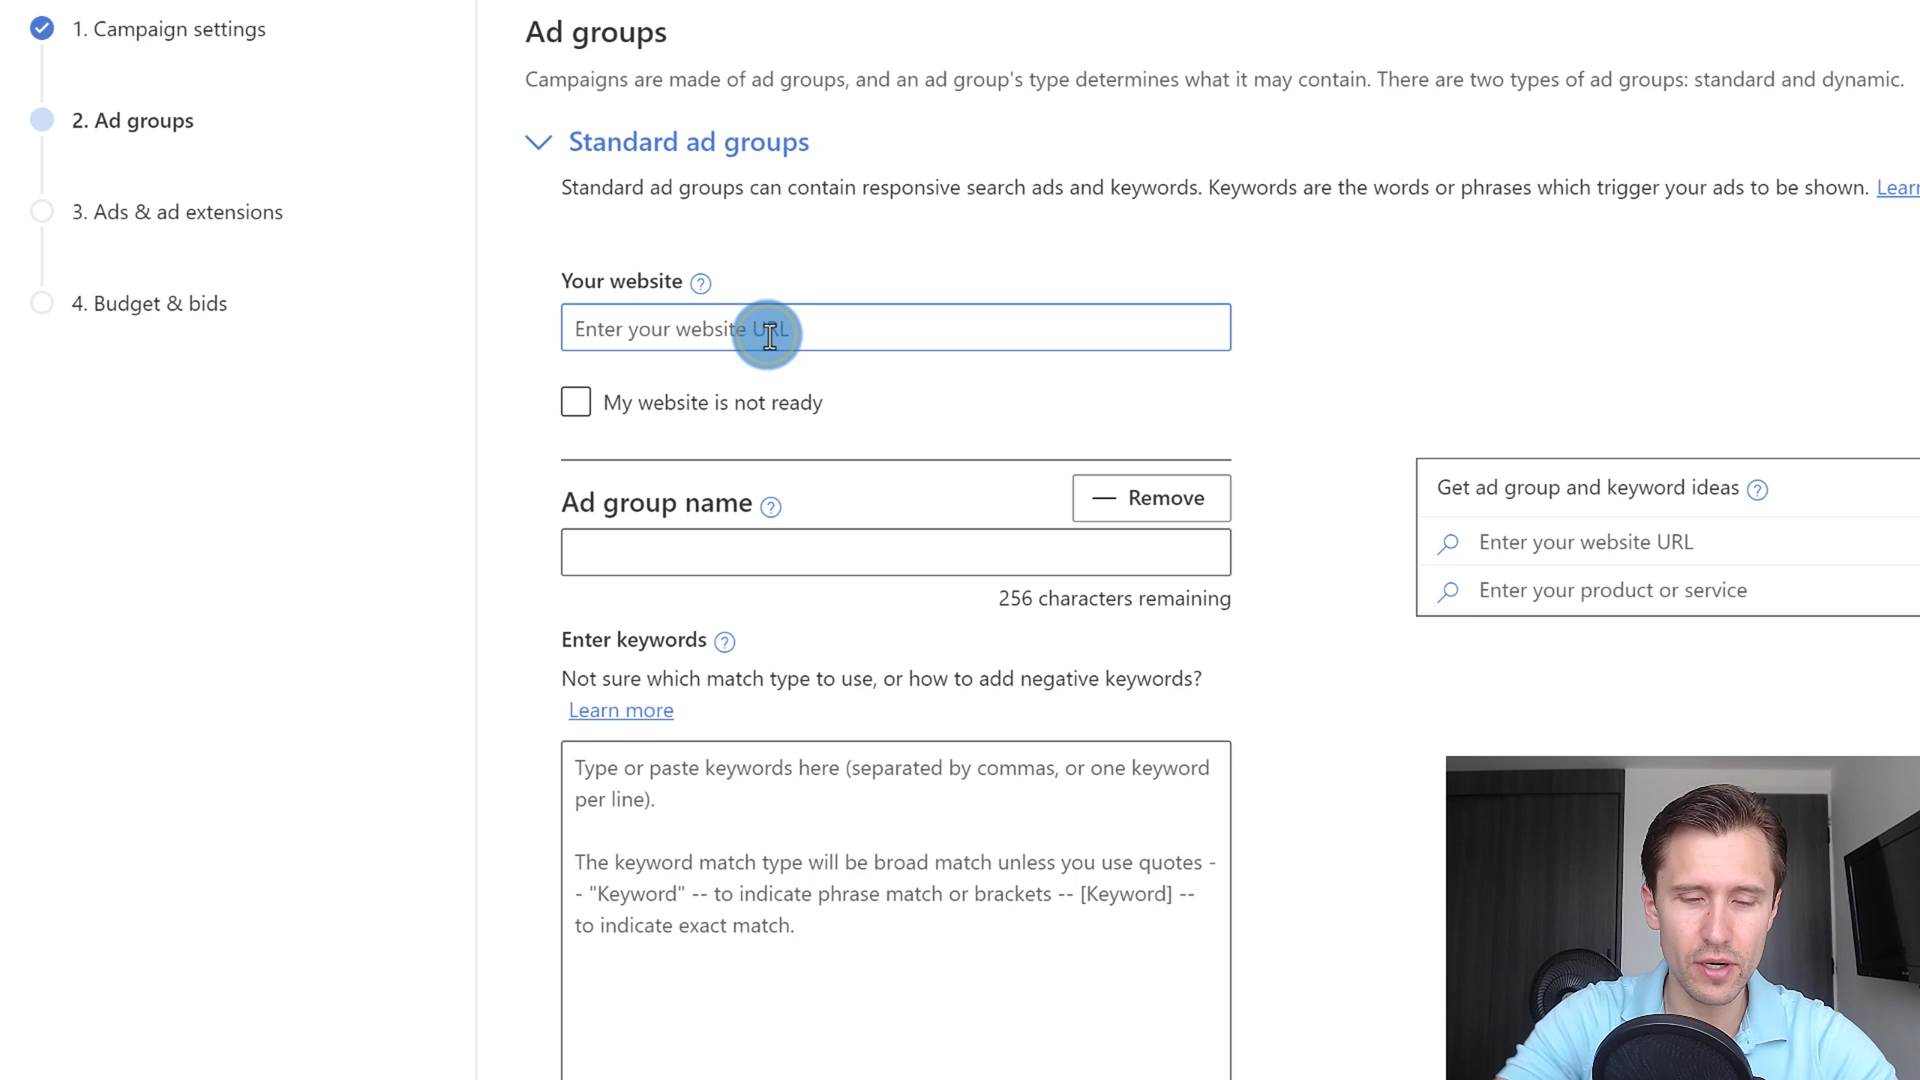 1. Campaign settings
2. Ad groups
3. Ads & ad extensions
4. Budget & bids
Ad groups
Campaigns are made of ad groups, and an ad group's type determines what it may contain. There are two types of ad groups: standard and dynamic.
Standard ad groups
Standard ad groups can contain responsive search ads and keywords. Keywords are the words or phrases which trigger your ads to be shown. Learn
Your website ?
Enter your website URL
My website is not ready
Ad group name ?
— Remove
256 characters remaining
Enter keywords ?
Not sure which match type to use, or how to add negative keywords?
Learn more
Type or paste keywords here (separated by commas, or one keyword
per line).
The keyword match type will be broad match unless you use quotes -
- "Keyword" -- to indicate phrase match or brackets -- [Keyword] --
to indicate exact match.
Get ad group and keyword ideas ?
Enter your website URL
Enter your product or service